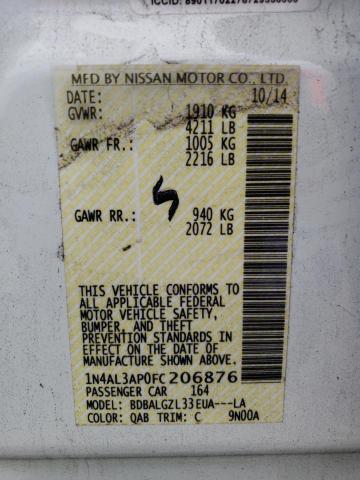 MFD BY NISSAN MOTOR CO., LTD.
DATE: 10/14
GVWR: 1910 KG
4211 LB
GAWR FR.: 1005 KG
2216 LB
GAWR RR.: 940 KG
2072 LB
THIS VEHICLE CONFORMS TO
ALL APPLICABLE FEDERAL
MOTOR VEHICLE SAFETY,
BUMPER, AND THEFT
PREVENTION STANDARDS IN
EFFECT ON THE DATE OF
MANUFACTURE SHOWN ABOVE.
1N4AL3AP0FC206876
PASSENGER CAR 164
MODEL: BDBALGZL33EUA---LA
COLOR: QAB TRIM: C 9N00A